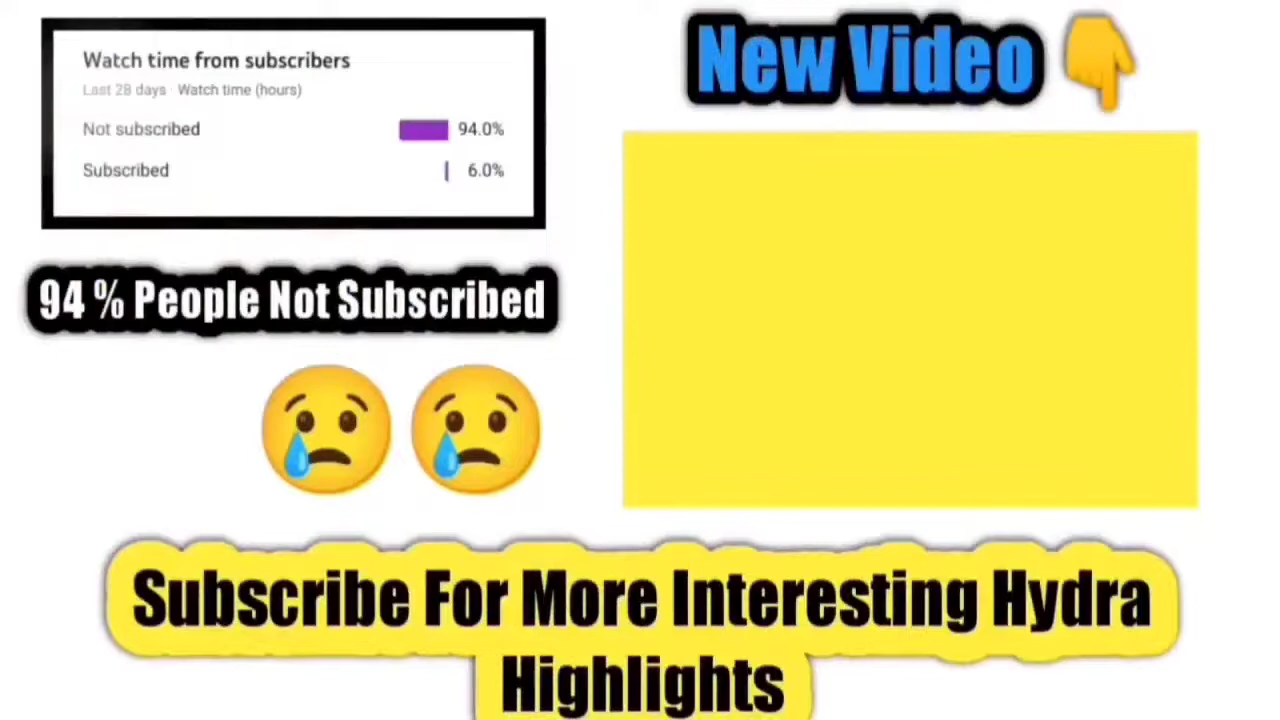 Watch time from subscribers
Last 28 days · Watch time (hours)
Not subscribed 94.0%
Subscribed 6.0%
94 % People Not Subscribed
New Video
Subscribe For More Interesting Hydra
Highlights